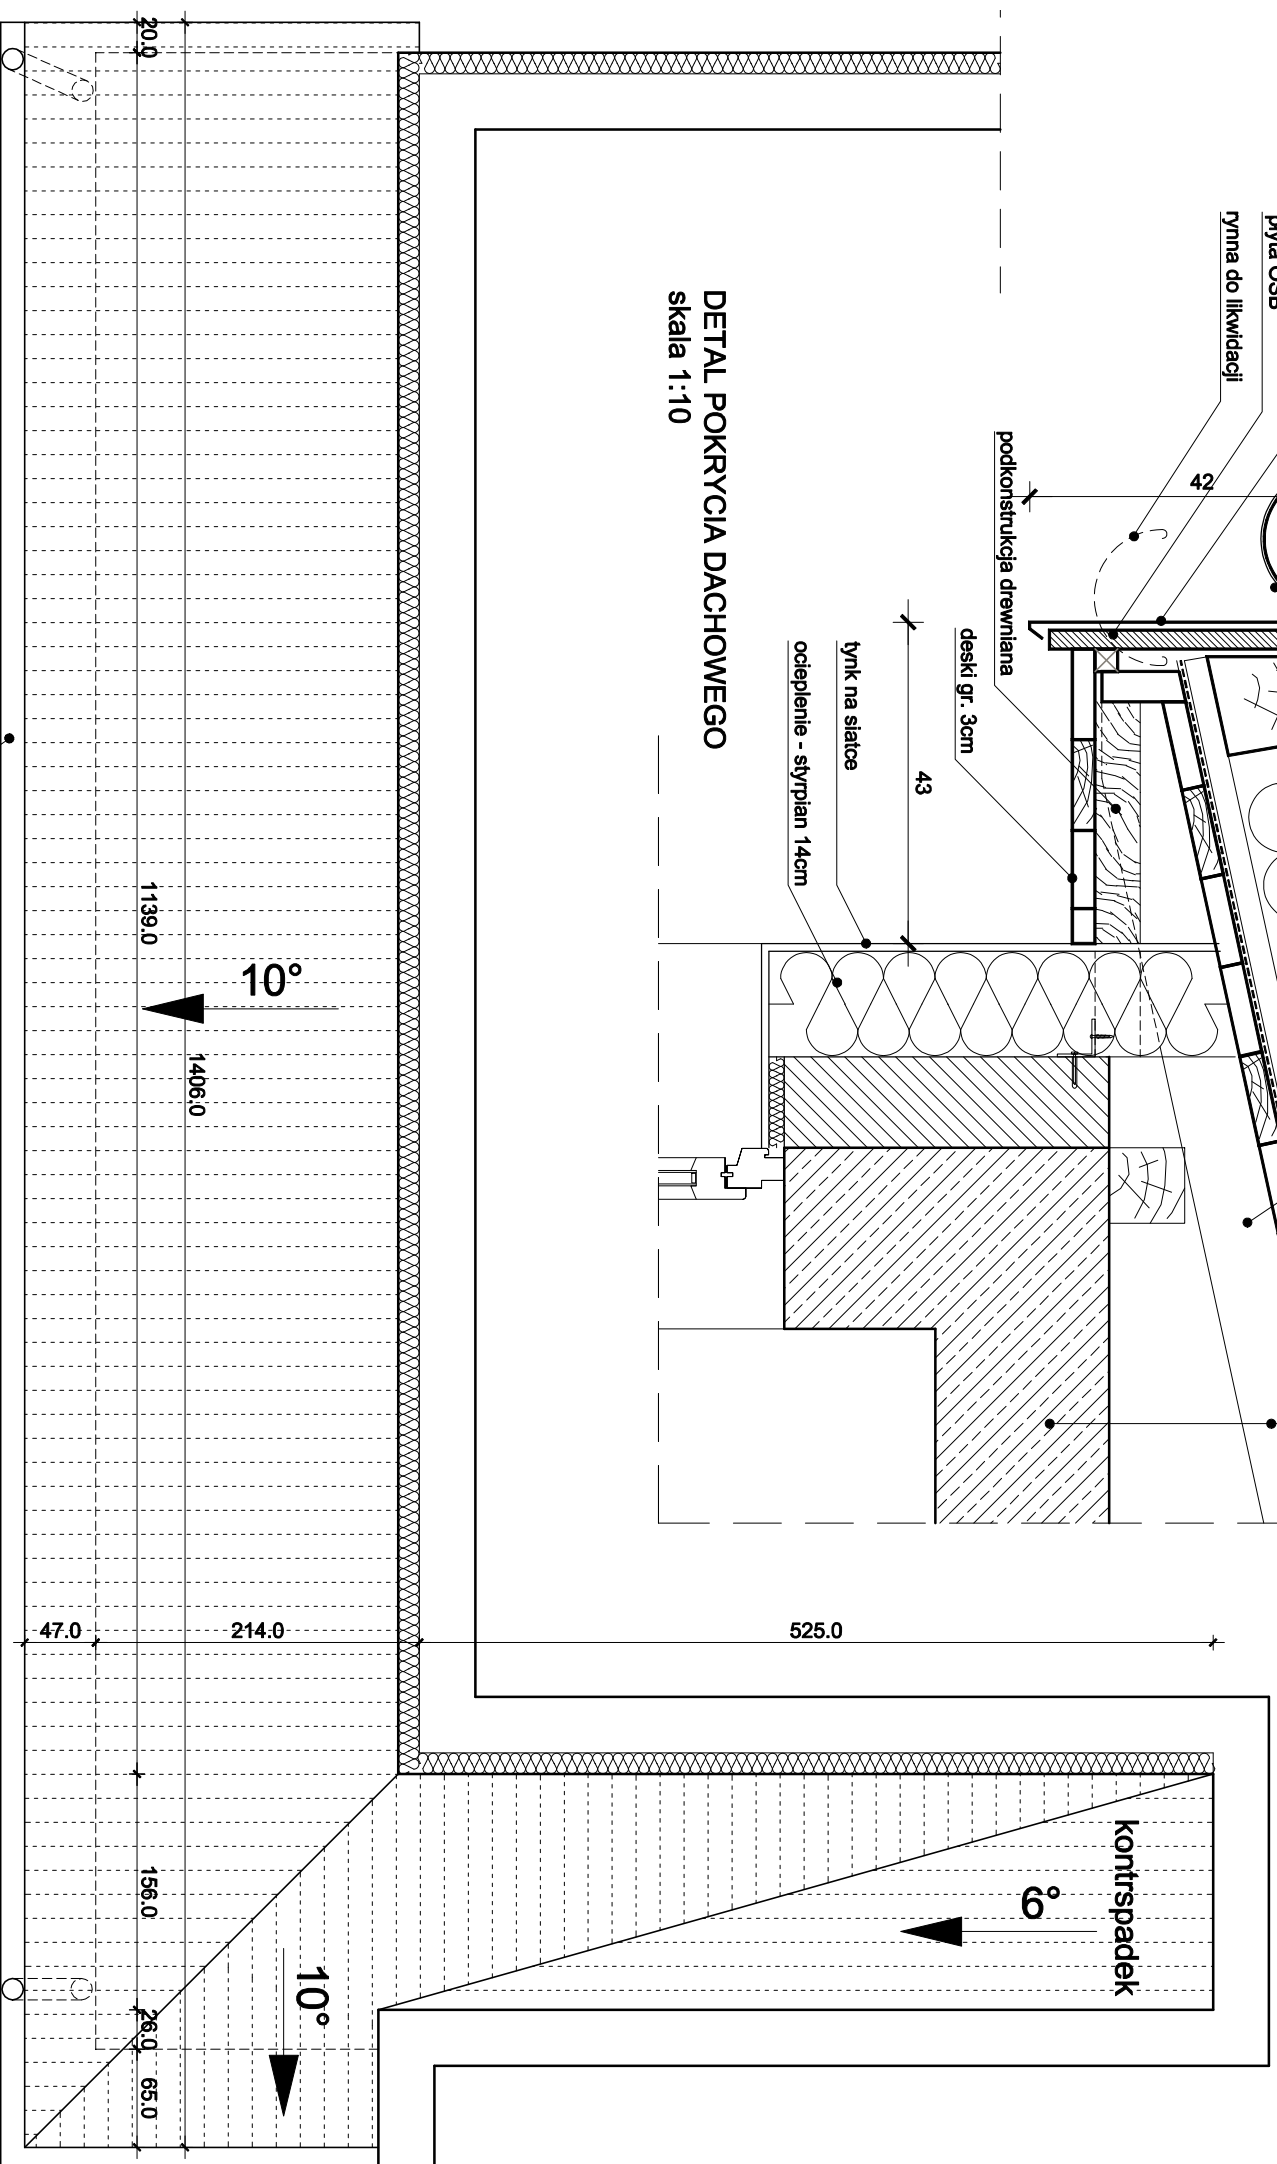 płyta OSB
rynna do likwidacji
42
podkonstrukcja drewniana
deski gr. 3cm
43
tynk na siatce
ocieplenie - styrpian 14cm
DETAL POKRYCIA DACHOWEGO
skala 1:10
20.0
1139.0
1406.0
10°
47.0
214.0
525.0
kontrspadek
6°
10°
156.0
26.0
65.0